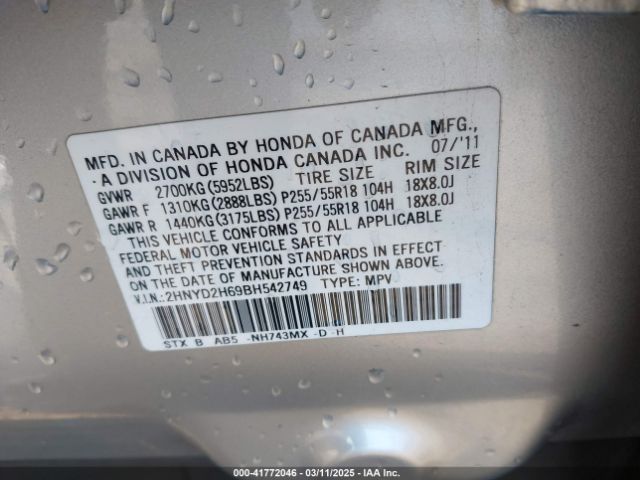 MFD. IN CANADA BY HONDA OF CANADA MFG.,
A DIVISION OF HONDA CANADA INC. 07/'11
GVWR 2700KG(5952LBS) TIRE SIZE RIM SIZE
GAWR F 1310KG(2888LBS) P255/55R18 104H 18X8.0J
GAWR R 1440KG(3175LBS) P255/55R18 104H 18X8.0J
THIS VEHICLE CONFORMS TO ALL APPLICABLE
FEDERAL MOTOR VEHICLE SAFETY
AND THEFT PREVENTION STANDARDS IN EFFECT
ON THE DATE OF MANUFACTURE SHOWN ABOVE.
V.I.N.:2HNYD2H69BH542749 TYPE: MPV
STX B AB5 -NH743MX -D -H
000-41772046 - 03/11/2025 - IAA Inc.